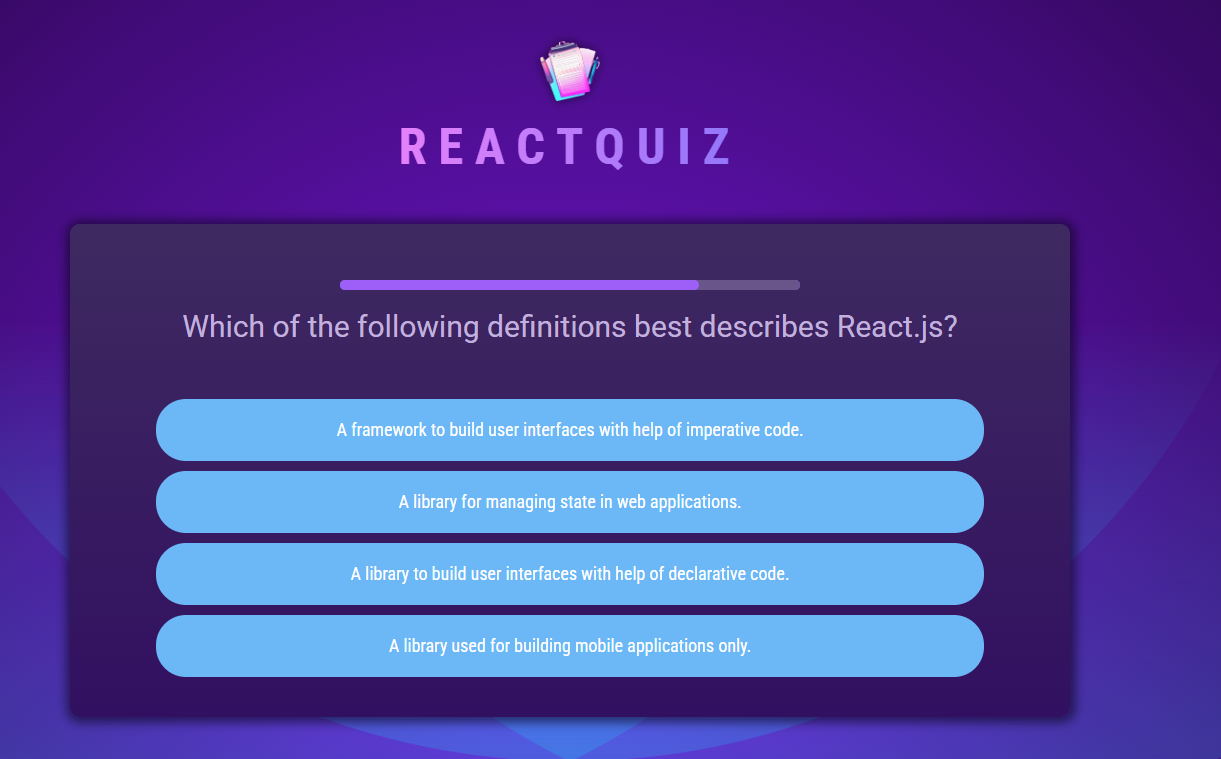 REACTQUIZ
Which of the following definitions best describes React.js?
A framework to build user interfaces with help of imperative code.
A library for managing state in web applications.
A library to build user interfaces with help of declarative code.
A library used for building mobile applications only.